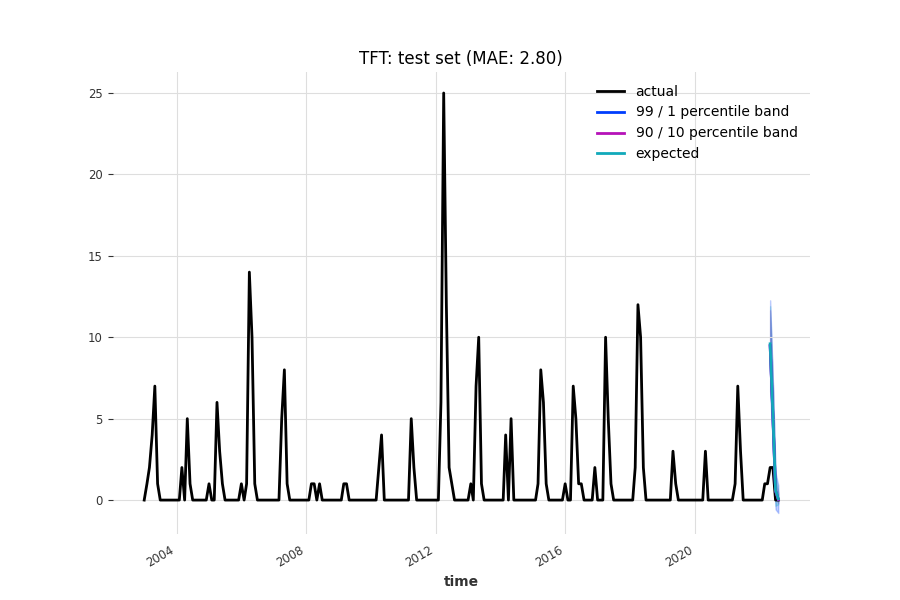 TFT: test set (MAE: 2.80)
actual
99 / 1 percentile band
90 / 10 percentile band
expected
25
20
15
10
5
0
2004
2008
2012
2016
2020
time